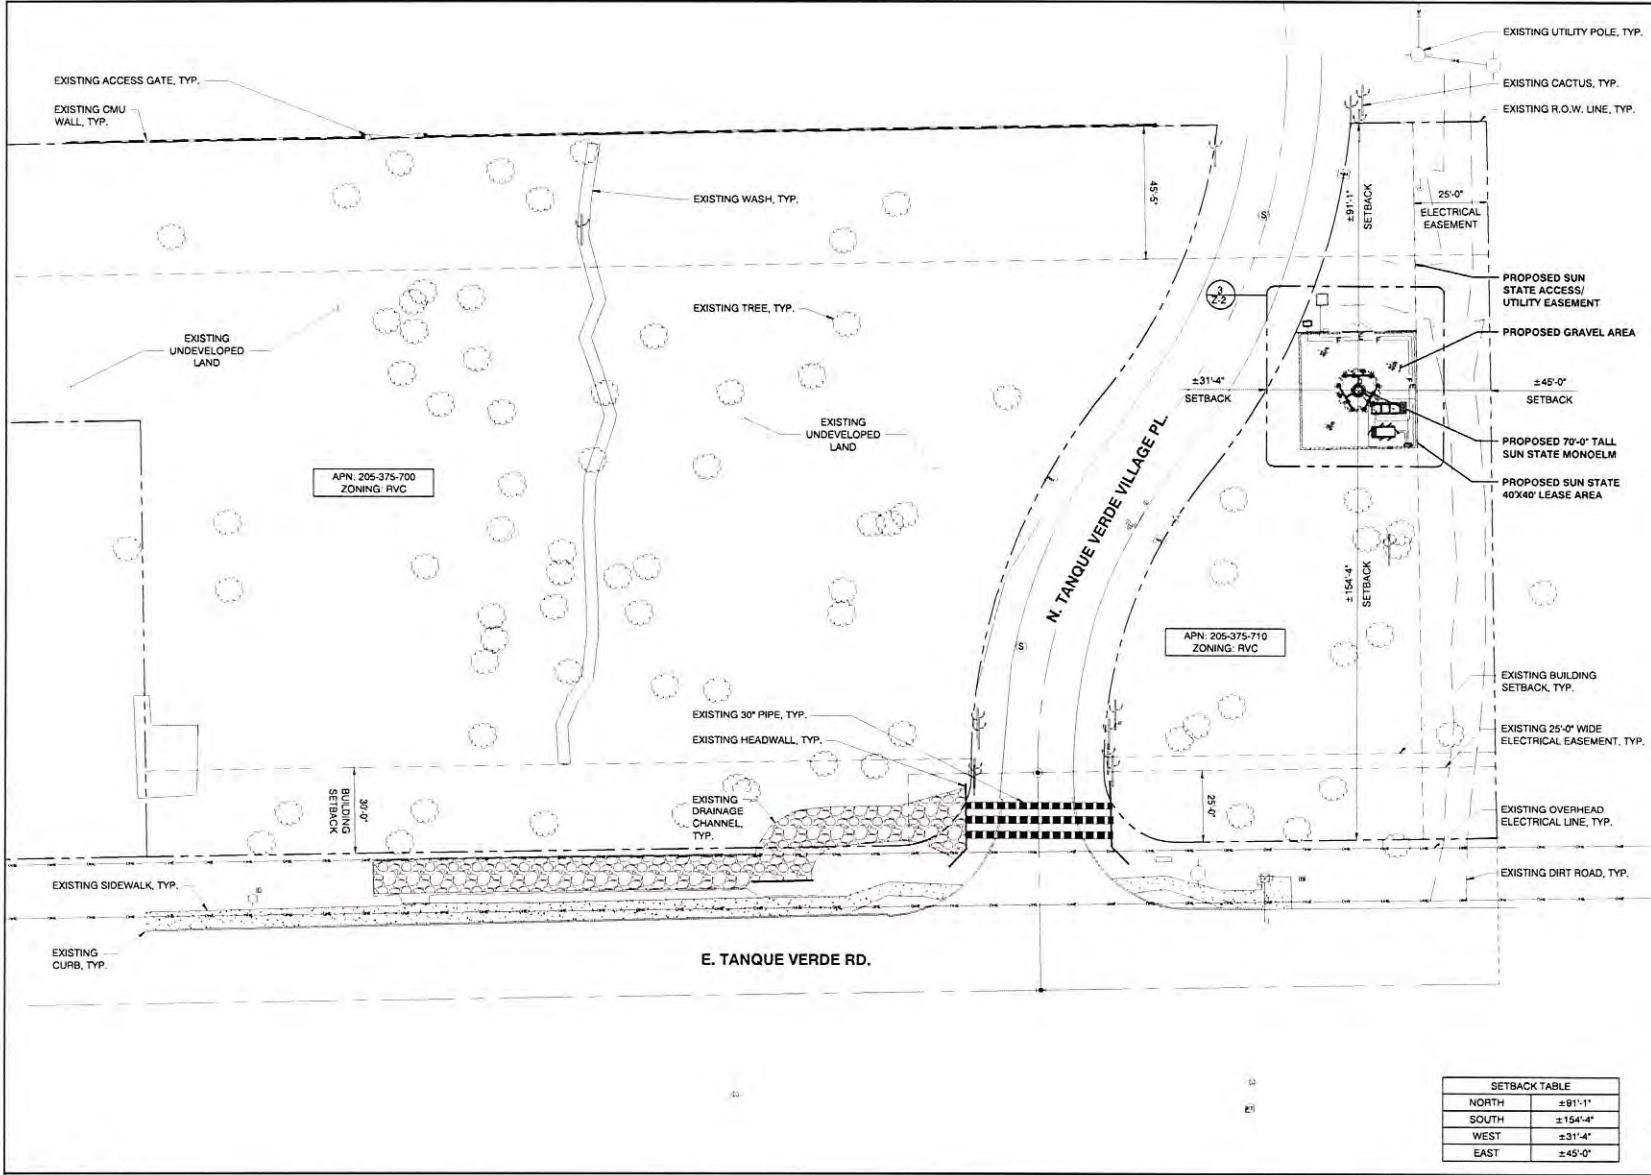 EXISTING UTILITY POLE, TYP.
EXISTING ACCESS GATE, TYP.
EXISTING CACTUS, TYP.
EXISTING CMU
WALL, TYP.
EXISTING R.O.W. LINE, TYP.
EXISTING WASH, TYP.
45'-5"
±91'-1"
SETBACK
25'-0"
ELECTRICAL
EASEMENT
S
PROPOSED SUN
STATE ACCESS/
UTILITY EASEMENT
3
Z-2
EXISTING TREE, TYP.
PROPOSED GRAVEL AREA
EXISTING
UNDEVELOPED
LAND
±31'-4"
SETBACK
±45'-0"
SETBACK
EXISTING
UNDEVELOPED
LAND
PROPOSED 70'-0" TALL
SUN STATE MONOELM
APN: 205-375-700
ZONING: RVC
PROPOSED SUN STATE
40'X40' LEASE AREA
N. TANQUE VERDE VILLAGE PL.
±154'-4"
SETBACK
APN: 205-375-710
ZONING: RVC
S
EXISTING BUILDING
SETBACK, TYP.
EXISTING 30" PIPE, TYP.
EXISTING HEADWALL, TYP.
EXISTING 25'-0" WIDE
ELECTRICAL EASEMENT, TYP.
30'-0"
BUILDING
SETBACK
EXISTING
DRAINAGE
CHANNEL,
TYP.
25'-0"
EXISTING OVERHEAD
ELECTRICAL LINE, TYP.
EXISTING SIDEWALK, TYP.
EXISTING DIRT ROAD, TYP.
EXISTING
CURB, TYP.
E. TANQUE VERDE RD.
SETBACK TABLE
NORTH ±91'-1"
SOUTH ±154'-4"
WEST ±31'-4"
EAST ±45'-0"